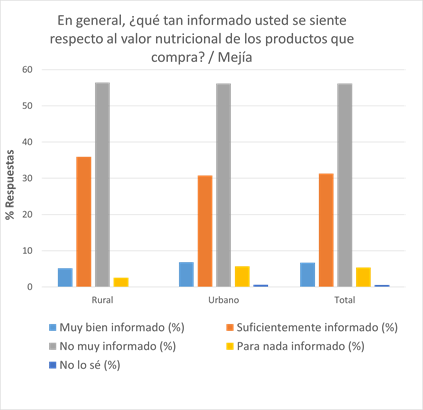 En general, ¿qué tan informado usted se siente
respecto al valor nutricional de los productos que
compra? / Mejía
% Respuestas
60
50
40
30
20
10
0
Rural Urbano Total
Muy bien informado (%) Suficientemente informado (%)
No muy informado (%) Para nada informado (%)
No lo sé (%)